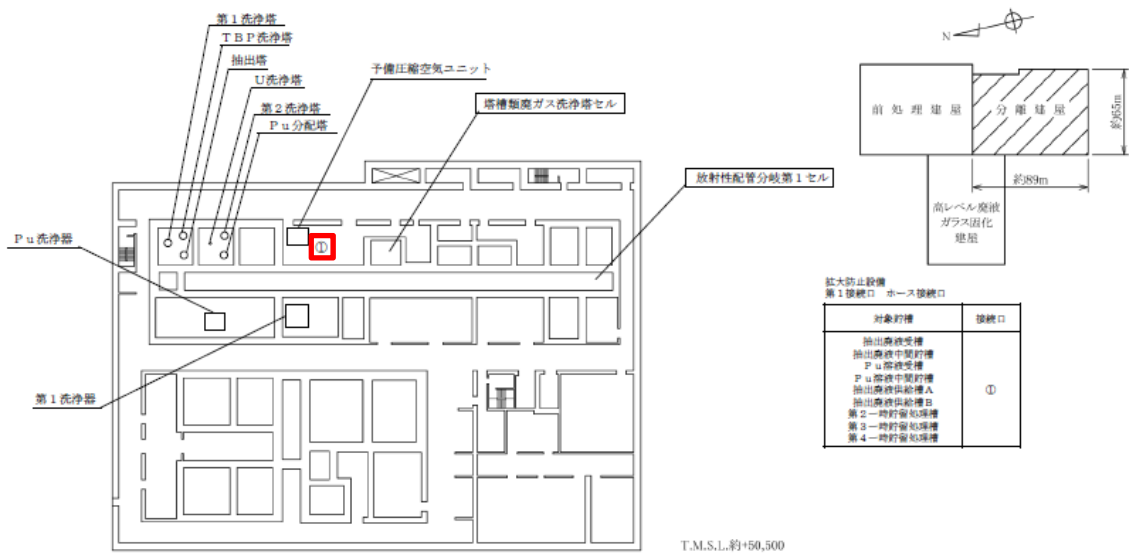 第1洗浄塔
TBP洗浄塔
抽出塔
U洗浄塔
第2洗浄塔
Pu分配塔
予備圧縮空気ユニット
塔槽類廃ガス洗浄塔セル
放射性配管分岐第1セル
Pu洗浄器
①
第1洗浄器
N
前処理建屋
分離建屋
約65m
約89m
高レベル廃液
ガラス固化
建屋
拡大防止設備
第1接続口 ホース接続口
対象貯槽
接続口
抽出廃液受槽
抽出廃液中間貯槽
Pu溶液受槽
Pu溶液中間貯槽
抽出廃液供給槽A
抽出廃液供給槽B
第2一時貯留処理槽
第3一時貯留処理槽
第4一時貯留処理槽
①
T.M.S.L.約+50,500